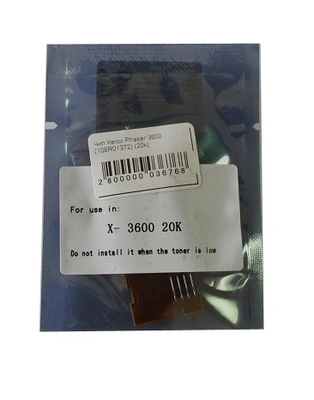 Чип Xerox Phaser 3600
(106R01372) (20k)
2 800000 036768
For use in:
X- 3600 20K
Do not install it when the toner is low